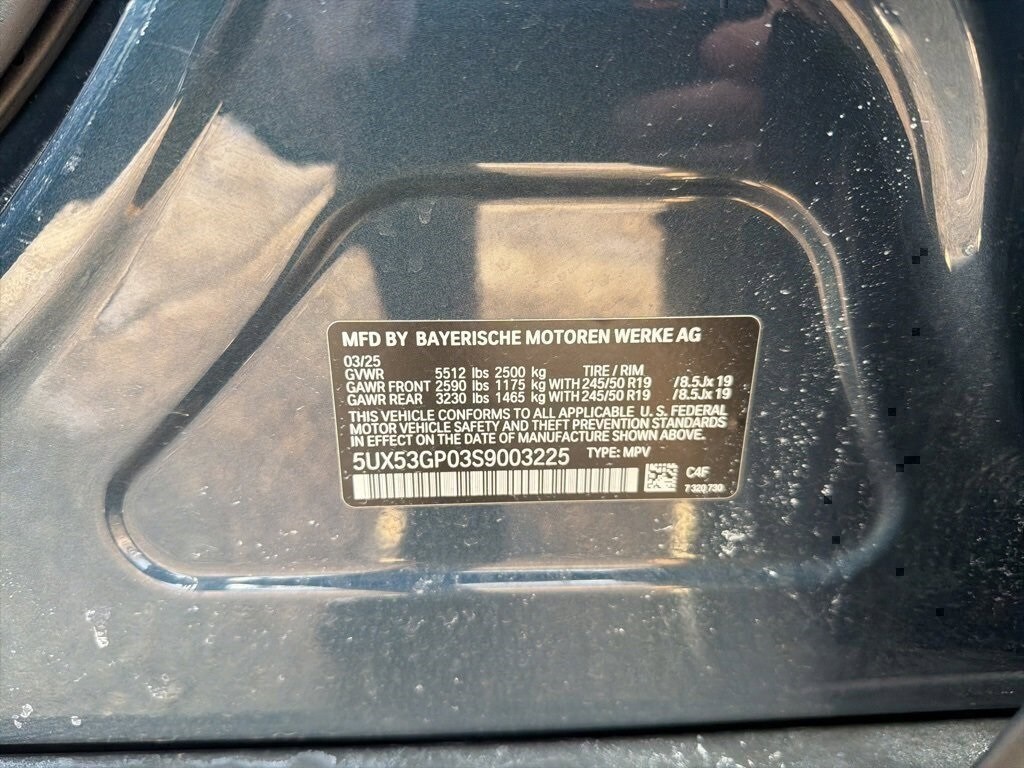 MFD BY BAYERISCHE MOTOREN WERKE AG
03/25
GVWR 5512 lbs 2500 kg TIRE / RIM
GAWR FRONT 2590 lbs 1175 kg WITH 245/50 R19 /8.5Jx19
GAWR REAR 3230 lbs 1465 kg WITH 245/50 R19 /8.5Jx19
THIS VEHICLE CONFORMS TO ALL APPLICABLE U.S. FEDERAL
MOTOR VEHICLE SAFETY AND THEFT PREVENTION STANDARDS
IN EFFECT ON THE DATE OF MANUFACTURE SHOWN ABOVE.
5UX53GP03S9003225 TYPE: MPV
C4F
7 320 730